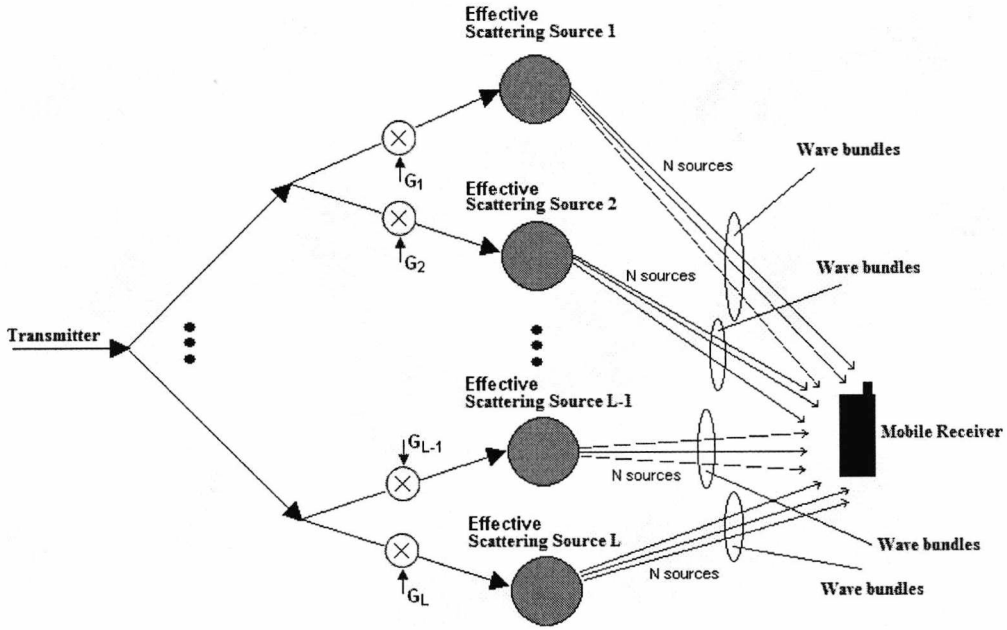 Effective
Scattering Source 1
Wave bundles
N sources
G1
Effective
Scattering Source 2
G2
N sources
Wave bundles
Transmitter
Effective
Scattering Source L-1
Mobile Receiver
GL-1
N sources
Effective
Scattering Source L
Wave bundles
N sources
GL
Wave bundles